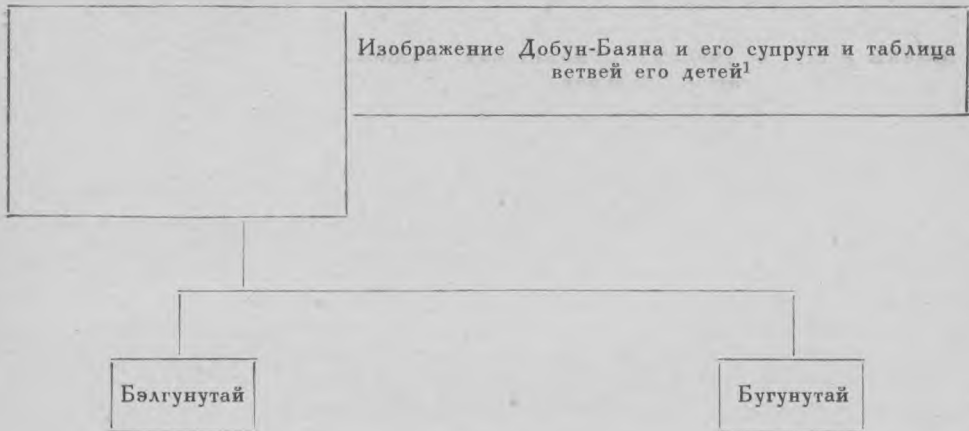 Изображение Добун-Баяна и его супруги и таблица
ветвей его детей¹
Бэлгунутай
Бугунутай